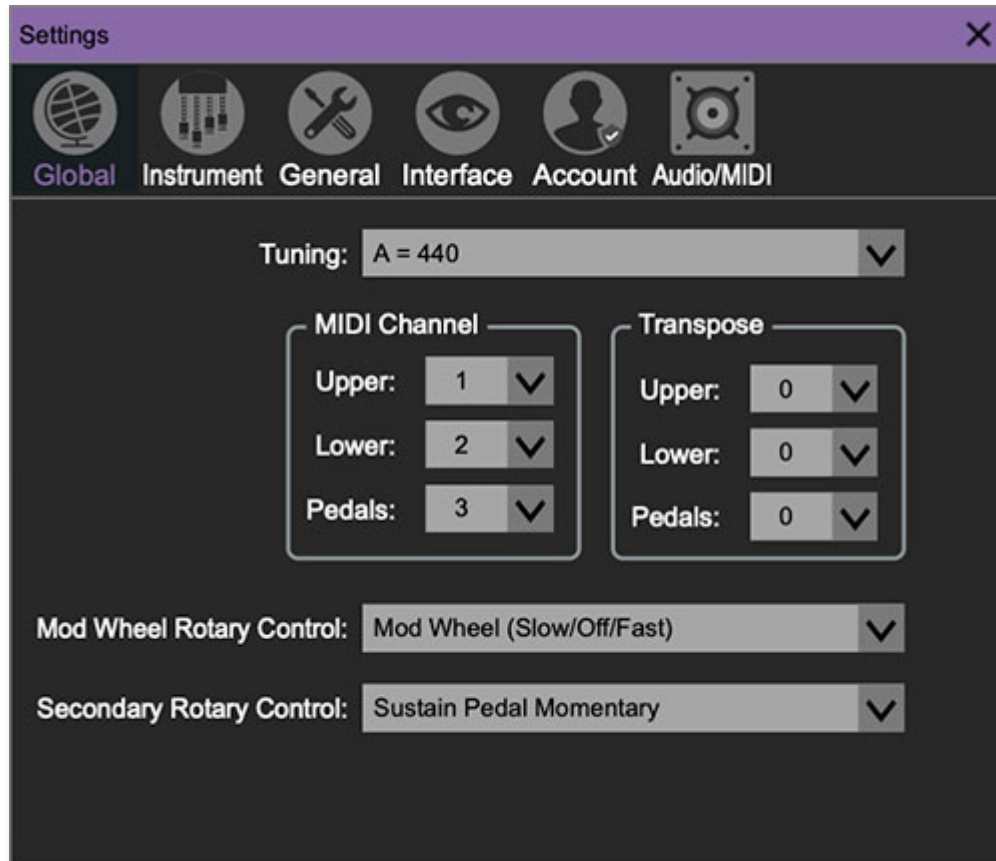 Settings
Global Instrument General Interface Account Audio/MIDI
Tuning: A = 440
MIDI Channel Transpose
Upper: 1 Upper: 0
Lower: 2 Lower: 0
Pedals: 3 Pedals: 0
Mod Wheel Rotary Control: Mod Wheel (Slow/Off/Fast)
Secondary Rotary Control: Sustain Pedal Momentary